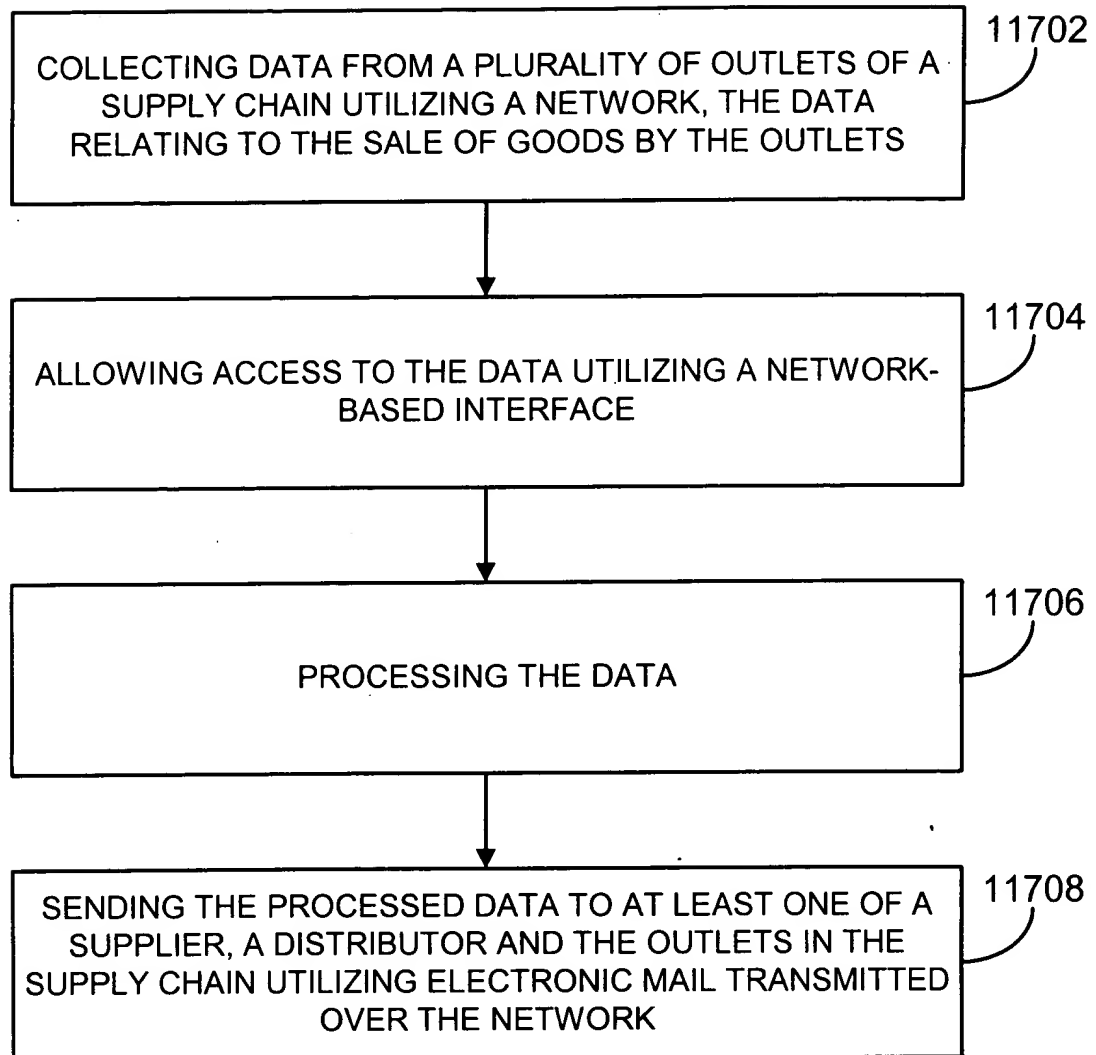 11702
COLLECTING DATA FROM A PLURALITY OF OUTLETS OF A
SUPPLY CHAIN UTILIZING A NETWORK, THE DATA
RELATING TO THE SALE OF GOODS BY THE OUTLETS
11704
ALLOWING ACCESS TO THE DATA UTILIZING A NETWORK-
BASED INTERFACE
11706
PROCESSING THE DATA
11708
SENDING THE PROCESSED DATA TO AT LEAST ONE OF A
SUPPLIER, A DISTRIBUTOR AND THE OUTLETS IN THE
SUPPLY CHAIN UTILIZING ELECTRONIC MAIL TRANSMITTED
OVER THE NETWORK